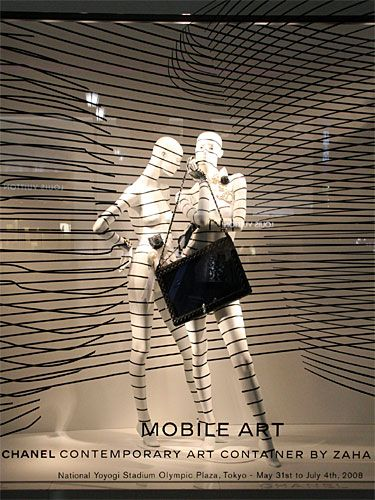 MOBILE ART
CHANEL CONTEMPORARY ART CONTAINER BY ZAHA
National Yoyogi Stadium Olympic Plaza, Tokyo - May 31st to July 4th, 2008